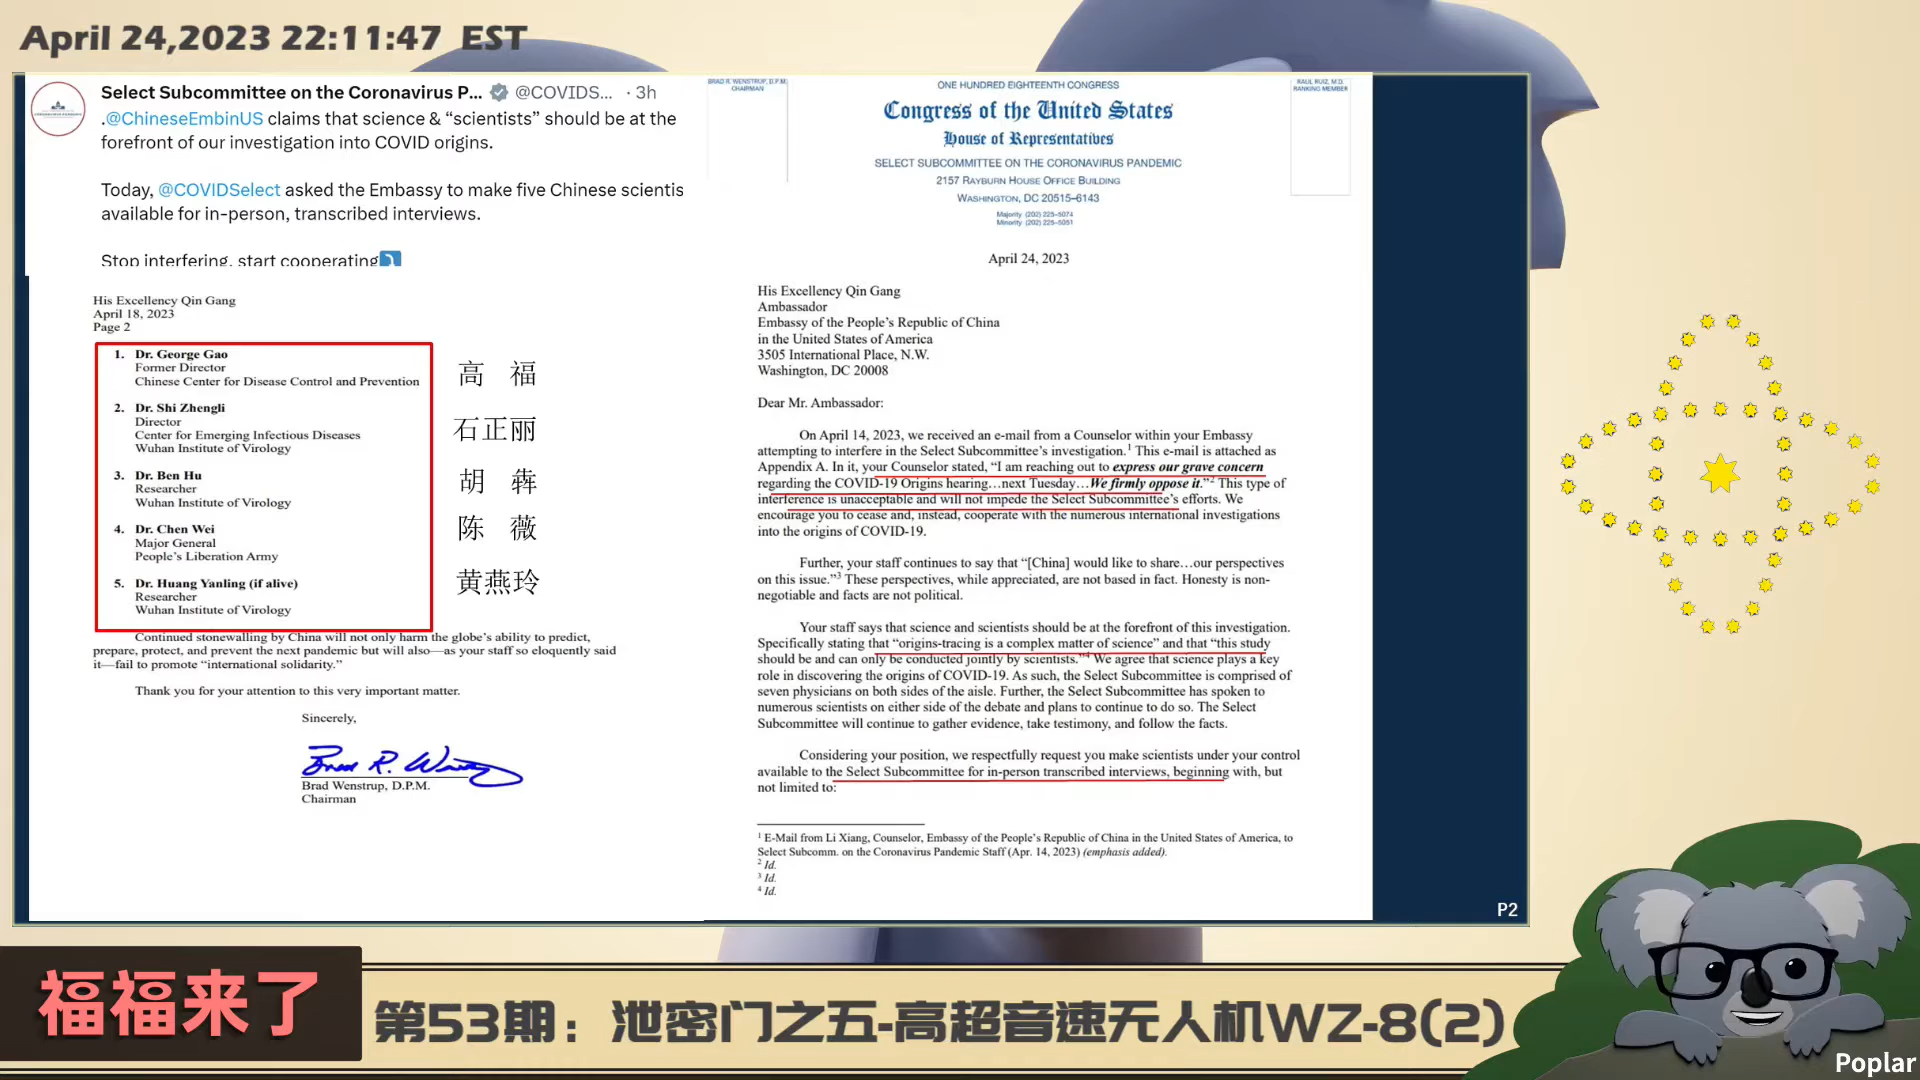 April 24,2023 22:11:47 EST
Select Subcommittee on the Coronavirus P... @COVIDS... · 3h
.@ChineseEmbinUS claims that science & “scientists” should be at the
forefront of our investigation into COVID origins.
Today, @COVIDSelect asked the Embassy to make five Chinese scientis
available for in-person, transcribed interviews.
Stop interfering, start cooperating
His Excellency Qin Gang
April 18, 2023
Page 2
1. Dr. George Gao
Former Director
Chinese Center for Disease Control and Prevention
高 福
2. Dr. Shi Zhengli
Director
Center for Emerging Infectious Diseases
Wuhan Institute of Virology
石正丽
3. Dr. Ben Hu
Researcher
Wuhan Institute of Virology
胡 犇
4. Dr. Chen Wei
Major General
People’s Liberation Army
陈 薇
5. Dr. Huang Yanling (if alive)
Researcher
Wuhan Institute of Virology
黄燕玲
Continued stonewalling by China will not only harm the globe’s ability to predict,
prepare, protect, and prevent the next pandemic but will also—as your staff so eloquently said
it—fail to promote “international solidarity.”
Thank you for your attention to this very important matter.
Sincerely,
Brad R. Wenstrup
Brad Wenstrup, D.P.M.
Chairman
BRAD R. WENSTRUP, D.P.M.
CHAIRMAN
ONE HUNDRED EIGHTEENTH CONGRESS
Congress of the United States
House of Representatives
SELECT SUBCOMMITTEE ON THE CORONAVIRUS PANDEMIC
2157 RAYBURN HOUSE OFFICE BUILDING
WASHINGTON, DC 20515–6143
Majority (202) 225–5074
Minority (202) 225–5051
RAUL RUIZ, M.D.
RANKING MEMBER
April 24, 2023
His Excellency Qin Gang
Ambassador
Embassy of the People’s Republic of China
in the United States of America
3505 International Place, N.W.
Washington, DC 20008
Dear Mr. Ambassador:
On April 14, 2023, we received an e-mail from a Counselor within your Embassy
attempting to interfere in the Select Subcommittee’s investigation.1 This e-mail is attached as
Appendix A. In it, your Counselor stated, “I am reaching out to express our grave concern
regarding the COVID-19 Origins hearing…next Tuesday…We firmly oppose it.”2 This type of
interference is unacceptable and will not impede the Select Subcommittee’s efforts. We
encourage you to cease and, instead, cooperate with the numerous international investigations
into the origins of COVID-19.
Further, your staff continues to say that “[China] would like to share…our perspectives
on this issue.”3 These perspectives, while appreciated, are not based in fact. Honesty is non-
negotiable and facts are not political.
Your staff says that science and scientists should be at the forefront of this investigation.
Specifically stating that “origins-tracing is a complex matter of science” and that “this study
should be and can only be conducted jointly by scientists.”4 We agree that science plays a key
role in discovering the origins of COVID-19. As such, the Select Subcommittee is comprised of
seven physicians on both sides of the aisle. Further, the Select Subcommittee has spoken to
numerous scientists on either side of the debate and plans to continue to do so. The Select
Subcommittee will continue to gather evidence, take testimony, and follow the facts.
Considering your position, we respectfully request you make scientists under your control
available to the Select Subcommittee for in-person transcribed interviews, beginning with, but
not limited to:
1 E-Mail from Li Xiang, Counselor, Embassy of the People’s Republic of China in the United States of America, to
Select Subcomm. on the Coronavirus Pandemic Staff (Apr. 14, 2023) (emphasis added).
2 Id.
3 Id.
4 Id.
P2
福福来了
第53期：泄密门之五-高超音速无人机WZ-8(2)
Poplar